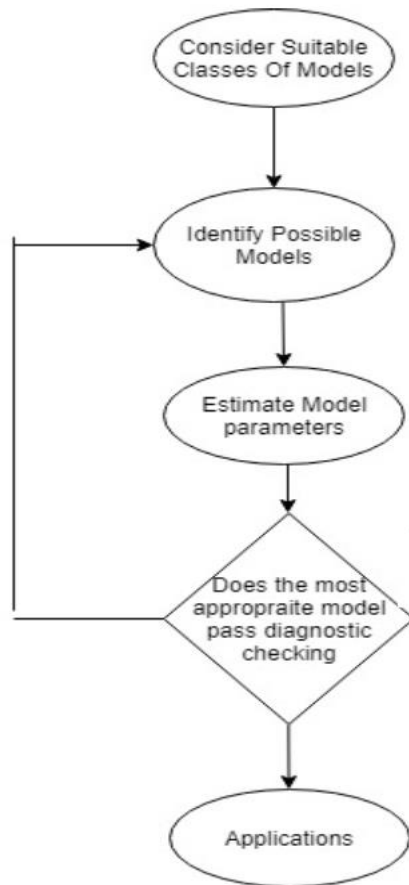 Consider Suitable
Classes Of Models
Identify Possible
Models
Estimate Model
parameters
Does the most
appropraite model
pass diagnostic
checking
Applications